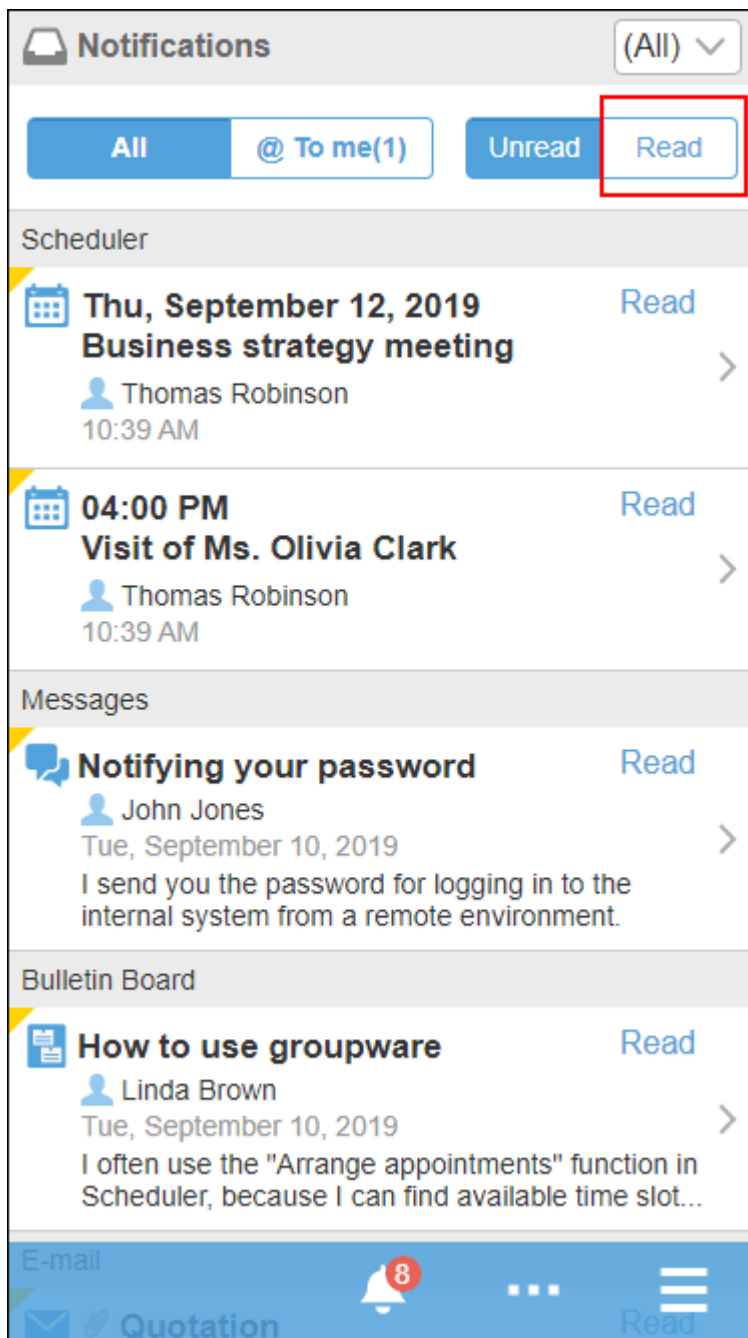 Notifications
(All)
All
@ To me(1)
Unread
Read
Scheduler
Thu, September 12, 2019
Read
Business strategy meeting
Thomas Robinson
10:39 AM
04:00 PM
Read
Visit of Ms. Olivia Clark
Thomas Robinson
10:39 AM
Messages
Notifying your password
Read
John Jones
Tue, September 10, 2019
I send you the password for logging in to the
internal system from a remote environment.
Bulletin Board
How to use groupware
Read
Linda Brown
Tue, September 10, 2019
I often use the "Arrange appointments" function in
Scheduler, because I can find available time slot...
E-mail
8
Quotation
Read